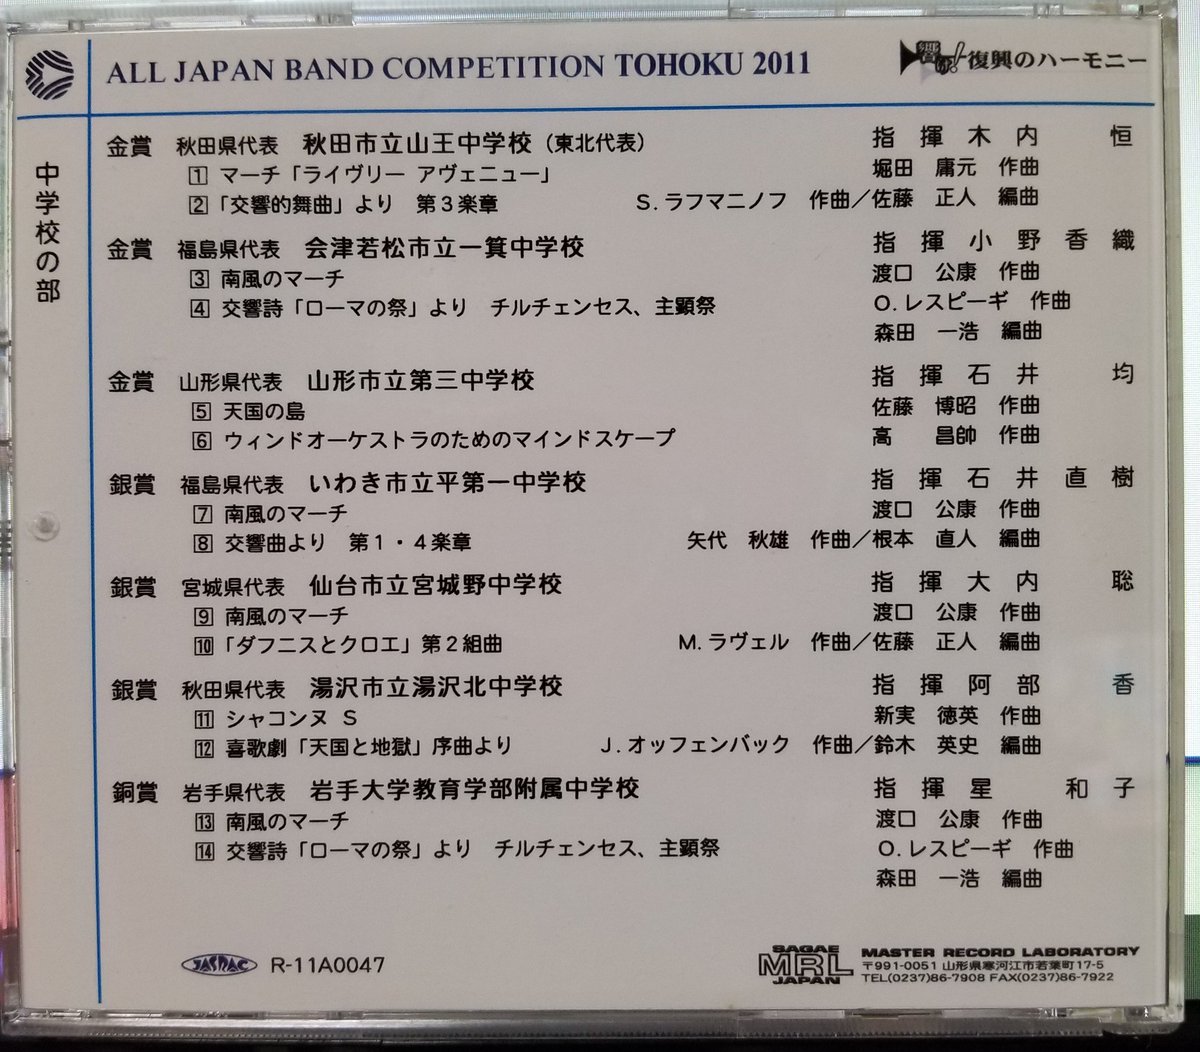 ALL JAPAN BAND COMPETITION TOHOKU 2011
響け!復興のハーモニー
中学校の部
金賞 秋田県代表 秋田市立山王中学校(東北代表) 指揮 木内 恒
1 マーチ「ライヴリー アヴェニュー」 堀田 庸元 作曲
2 「交響的舞曲」より 第3楽章 S.ラフマニノフ 作曲/佐藤 正人 編曲
金賞 福島県代表 会津若松市立一箕中学校 指揮 小野香織
3 南風のマーチ 渡口 公康 作曲
4 交響詩「ローマの祭」より チルチェンセス、主顕祭 O.レスピーギ 作曲
森田 一浩 編曲
金賞 山形県代表 山形市立第三中学校 指揮 石井 均
5 天国の島 佐藤 博昭 作曲
6 ウィンドオーケストラのためのマインドスケープ 高 昌帥 作曲
銀賞 福島県代表 いわき市立平第一中学校 指揮 石井直樹
7 南風のマーチ 渡口 公康 作曲
8 交響曲より 第1・4楽章 矢代 秋雄 作曲/根本 直人 編曲
銀賞 宮城県代表 仙台市立宮城野中学校 指揮 大内 聡
9 南風のマーチ 渡口 公康 作曲
10 「ダフニスとクロエ」第2組曲 M.ラヴェル 作曲/佐藤 正人 編曲
銀賞 秋田県代表 湯沢市立湯沢北中学校 指揮 阿部 香
11 シャコンヌ S 新実 徳英 作曲
12 喜歌劇「天国と地獄」序曲より J.オッフェンバック 作曲/鈴木 英史 編曲
銅賞 岩手県代表 岩手大学教育学部附属中学校 指揮 星 和子
13 南風のマーチ 渡口 公康 作曲
14 交響詩「ローマの祭」より チルチェンセス、主顕祭 O.レスピーギ 作曲
森田 一浩 編曲
JASRAC R-11A0047
SAGAE
MRL
JAPAN
MASTER RECORD LABORATORY
〒991-0051 山形県寒河江市若葉町17-5
TEL(0237)86-7908 FAX(0237)86-7922